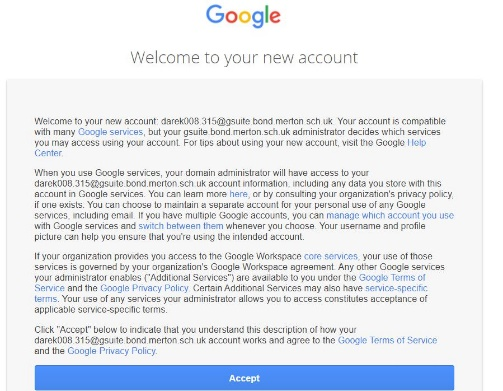 Google
Welcome to your new account
Welcome to your new account: darek008.315@gsuite.bond.merton.sch.uk. Your account is compatible
with many Google services, but your gsuite.bond.merton.sch.uk administrator decides which services
you may access using your account. For tips about using your new account, visit the Google Help
Center.
When you use Google services, your domain administrator will have access to your
darek008.315@gsuite.bond.merton.sch.uk account information, including any data you store with this
account in Google services. You can learn more here, or by consulting your organization's privacy policy,
if one exists. You can choose to maintain a separate account for your personal use of any Google
services, including email. If you have multiple Google accounts, you can manage which account you use
with Google services and switch between them whenever you choose. Your username and profile
picture can help you ensure that you're using the intended account.
If your organization provides you access to the Google Workspace core services, your use of those
services is governed by your organization's Google Workspace agreement. Any other Google services
your administrator enables ("Additional Services") are available to you under the Google Terms of
Service and the Google Privacy Policy. Certain Additional Services may also have service-specific
terms. Your use of any services your administrator allows you to access constitutes acceptance of
applicable service-specific terms.
Click "Accept" below to indicate that you understand this description of how your
darek008.315@gsuite.bond.merton.sch.uk account works and agree to the Google Terms of Service
and the Google Privacy Policy.
Accept